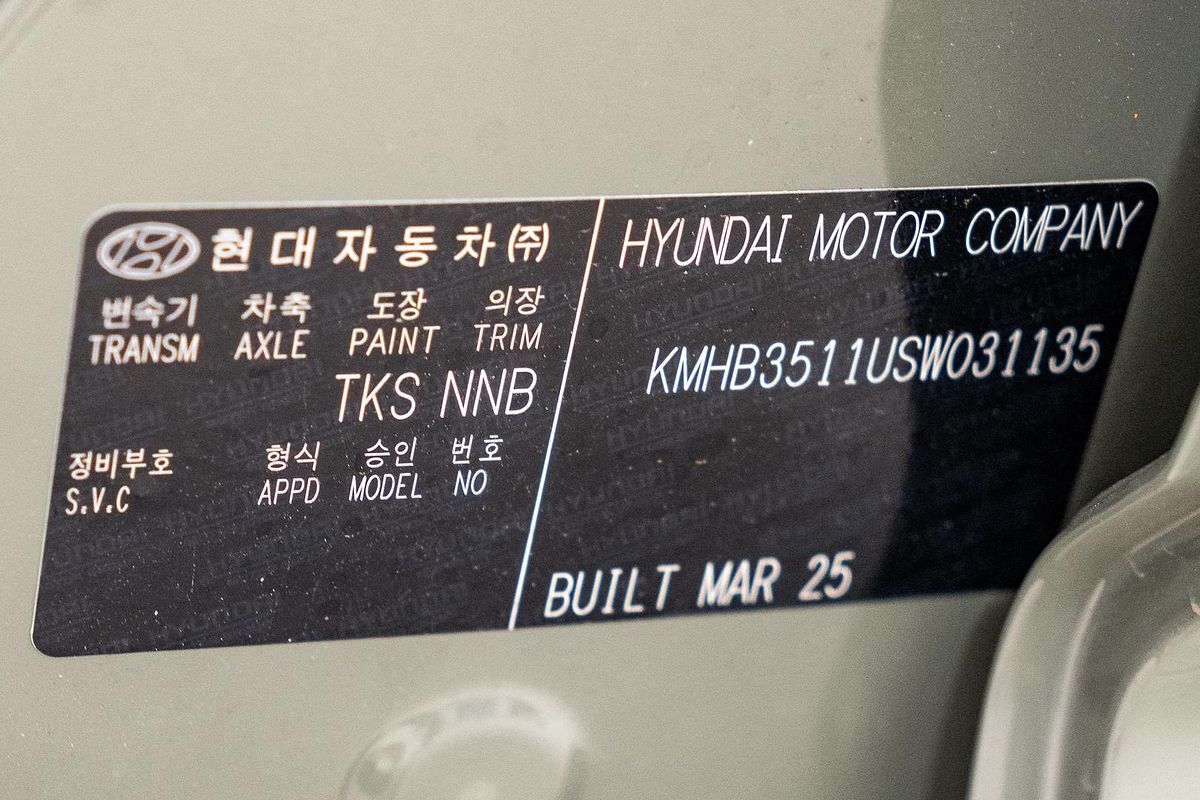 현대자동차㈜
변속기 차축 도장 의장
TRANSM AXLE PAINT TRIM
TKS NNB
정비부호 형식 승인 번호
S.V.C APPD MODEL NO
HYUNDAI MOTOR COMPANY
KMHB3511USW031135
BUILT MAR 25